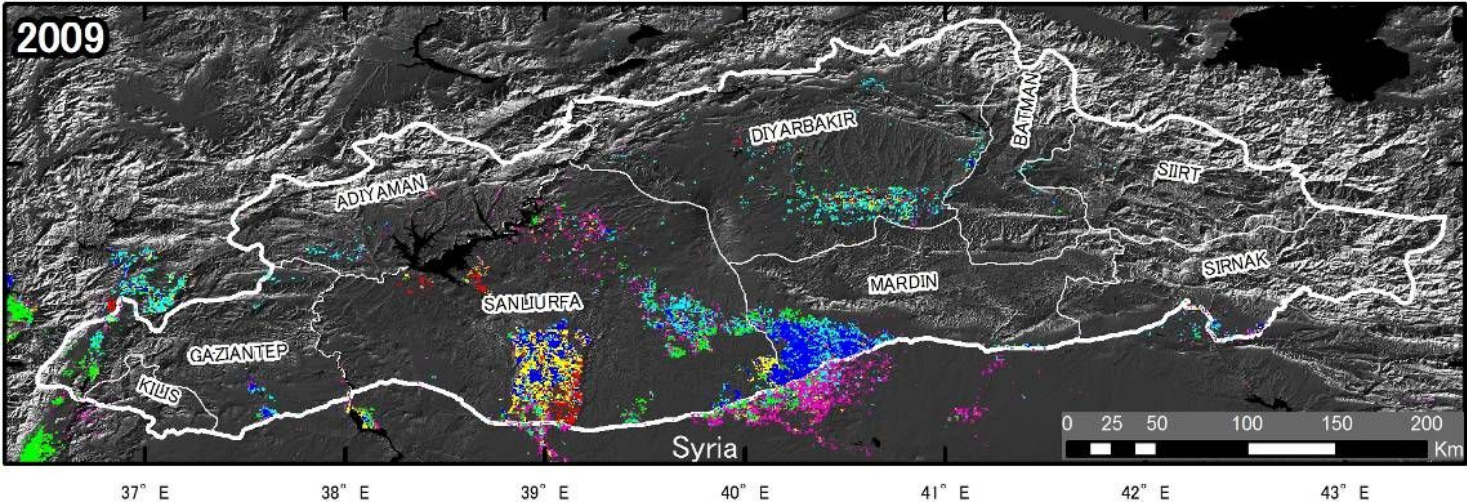 2009
BATMAN
DIYARBAKIR
SIIRT
ADIYAMAN
SIRNAK
MARDIN
SANLIURFA
GAZIANTEP
KILIS
Syria
0 25 50 100 150 200
Km
37° E 38° E 39° E 40° E 41° E 42° E 43° E